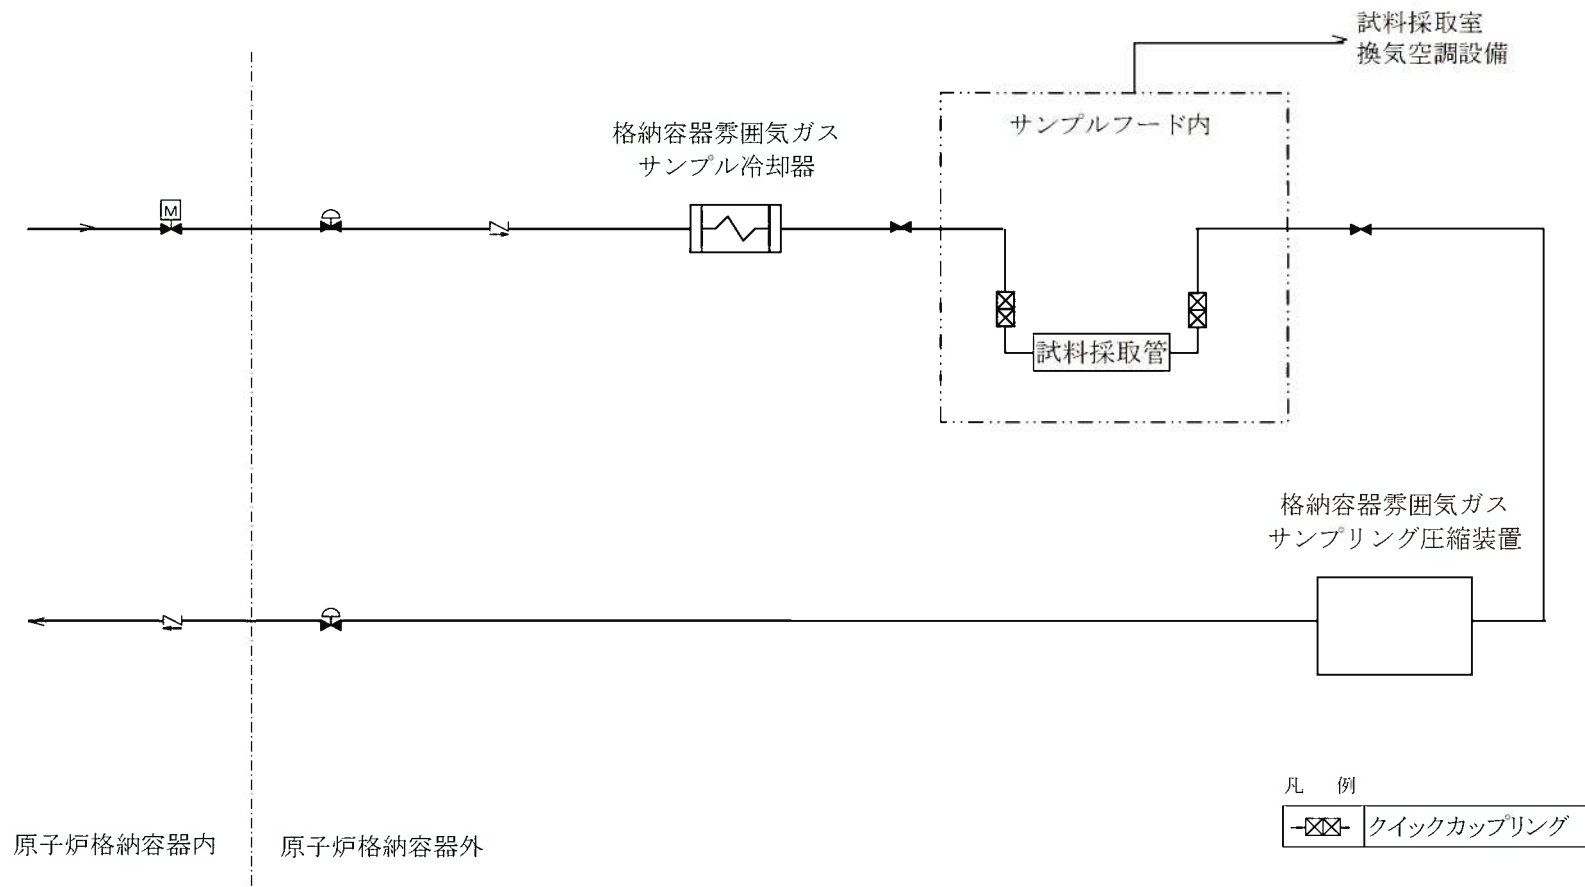 試料採取室
換気空調設備
サンプルフード内
格納容器雰囲気ガス
サンプル冷却器
M
試料採取管
格納容器雰囲気ガス
サンプリング圧縮装置
凡 例
クイックカップリング
原子炉格納容器内
原子炉格納容器外